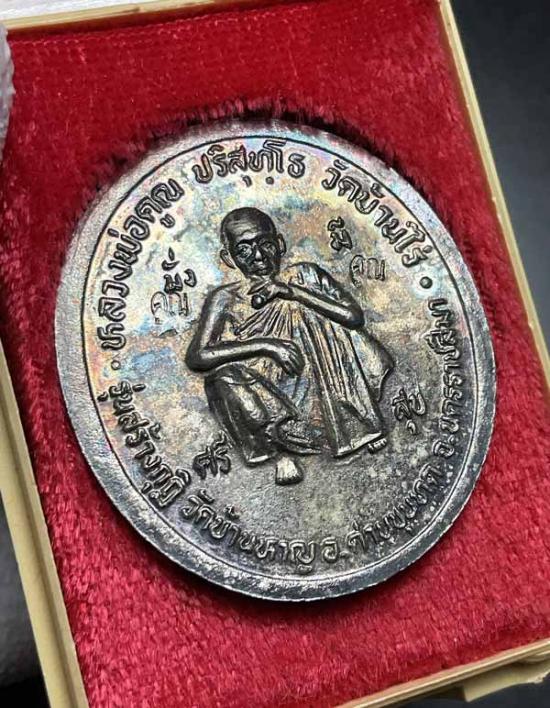 • หลวงพ่อคูณ ปริสุทฺโธ วัดบ้านไร่ •
รุ่นสร้างกุฏิ วัดบ้านหาญ อ. ด่านขุนทด จ. นครราชสีมา
มั่ง
คูณ
มี
คูณ
ศรี
สุข